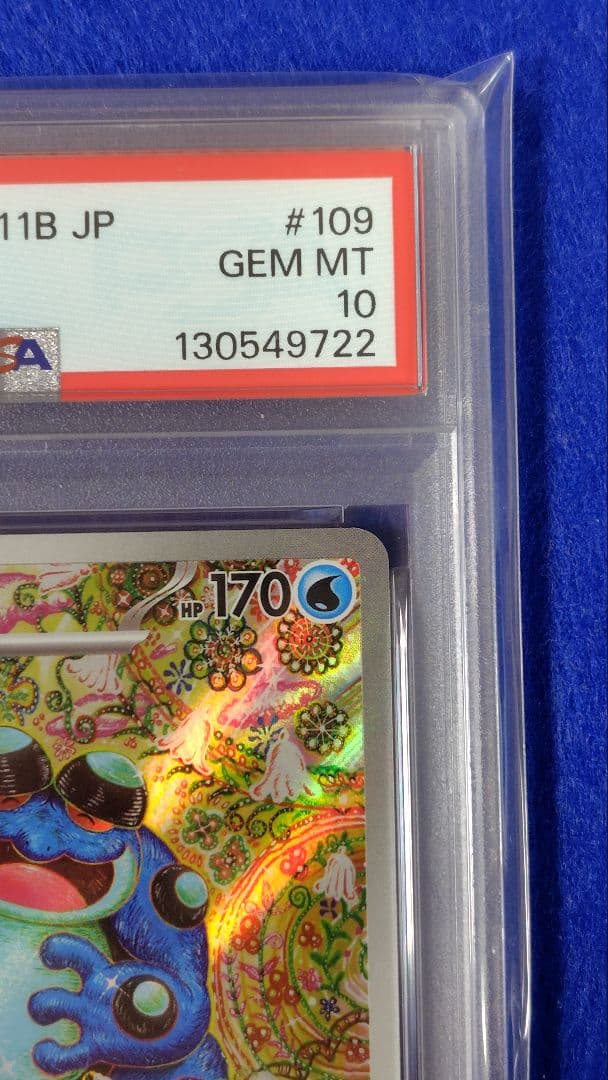 11B JP #109
GEM MT
10
SA 130549722
HP 170